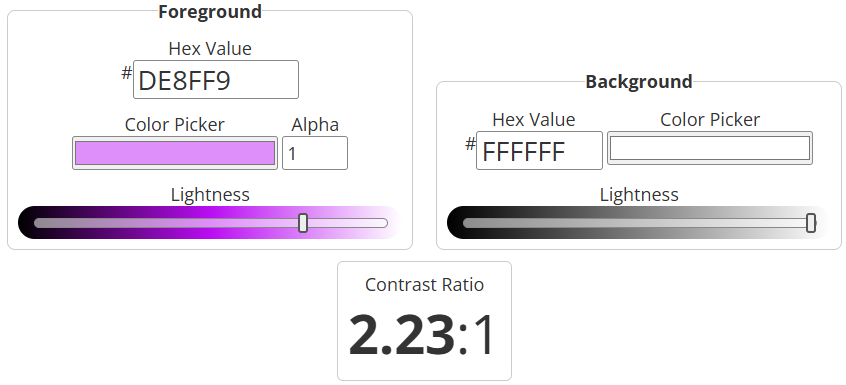 Foreground
Hex Value
# DE8FF9
Color Picker Alpha
1
Lightness
Background
Hex Value Color Picker
# FFFFFF
Lightness
Contrast Ratio
2.23:1